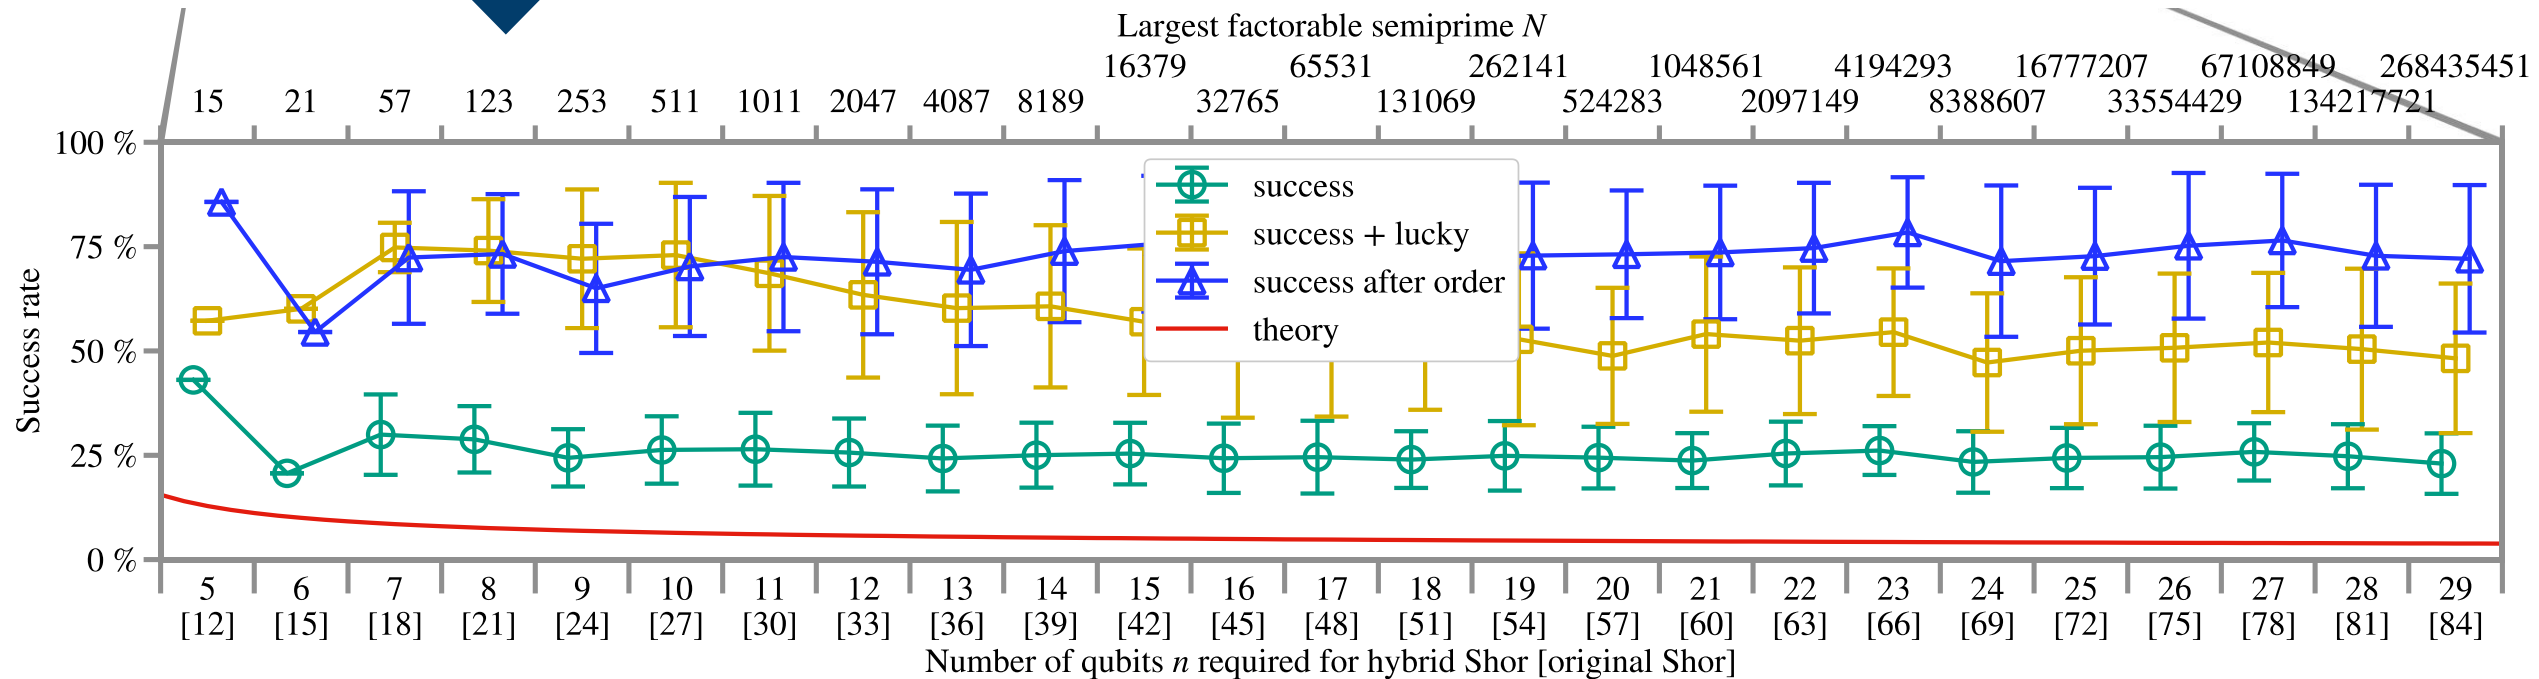 Largest factorable semiprime N
16379 65531 262141 1048561 4194293 16777207 67108849 268435451
15 21 57 123 253 511 1011 2047 4087 8189 32765 131069 524283 2097149 8388607 33554429 134217721
100 %
success
success + lucky
75 %
success after order
theory
50 %
Success rate
25 %
0 %
5 6 7 8 9 10 11 12 13 14 15 16 17 18 19 20 21 22 23 24 25 26 27 28 29
[12] [15] [18] [21] [24] [27] [30] [33] [36] [39] [42] [45] [48] [51] [54] [57] [60] [63] [66] [69] [72] [75] [78] [81] [84]
Number of qubits n required for hybrid Shor [original Shor]